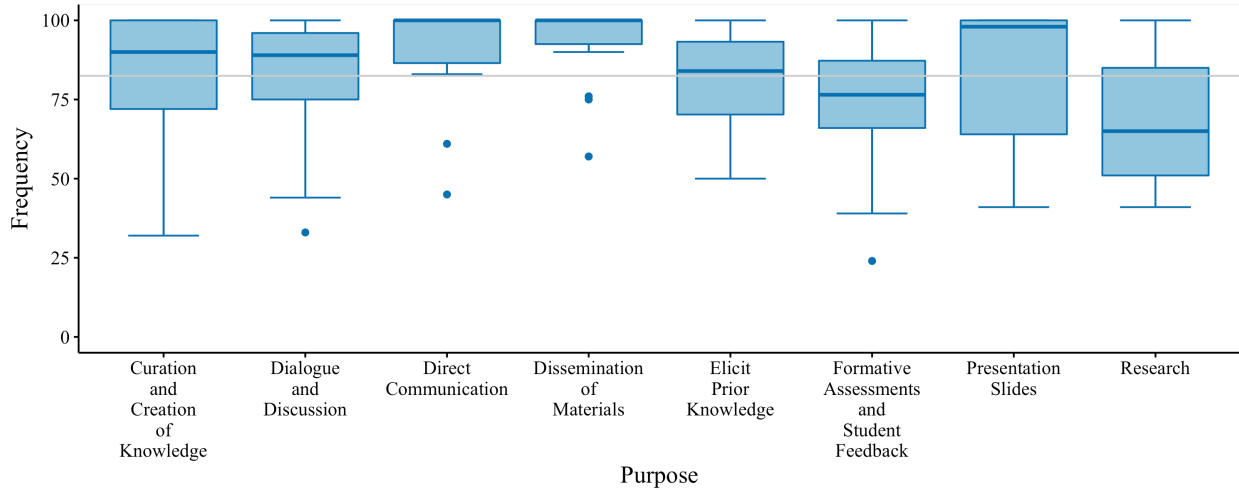 Frequency
100
75
50
25
0
Curation
and
Creation
of
Knowledge
Dialogue
and
Discussion
Direct
Communication
Dissemination
of
Materials
Elicit
Prior
Knowledge
Formative
Assessments
and
Student
Feedback
Presentation
Slides
Research
Purpose